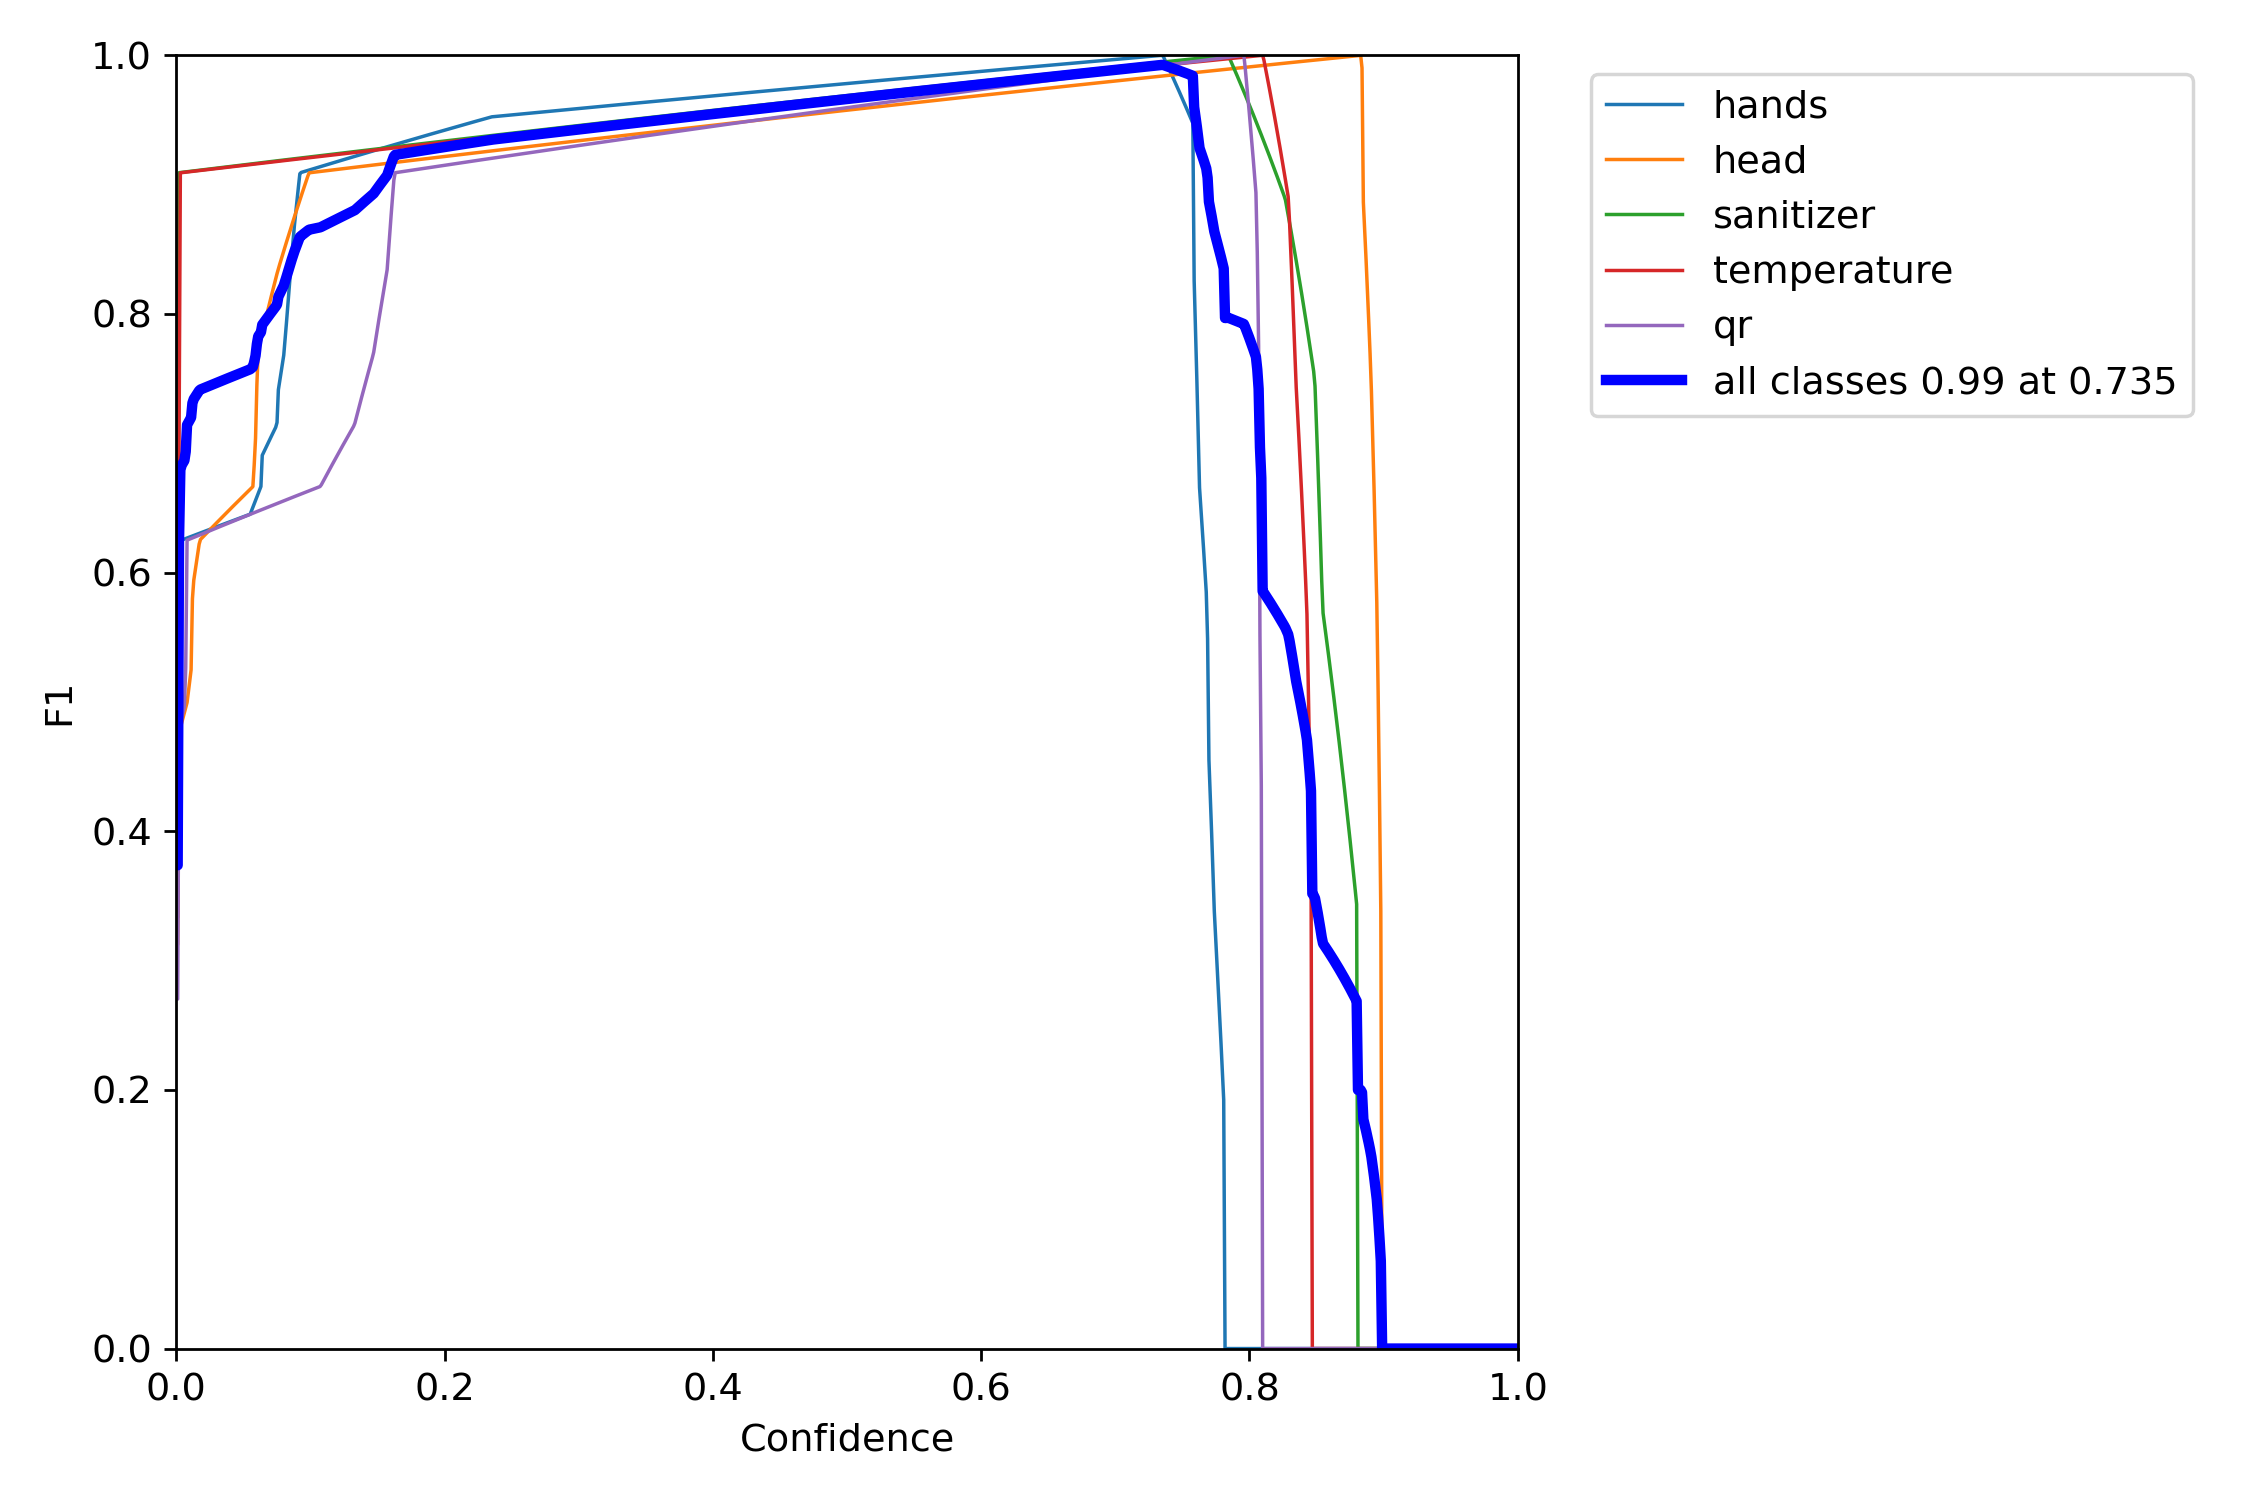 1.0
0.8
0.6
0.4
0.2
0.0
F1
0.0 0.2 0.4 0.6 0.8 1.0
Confidence
hands
head
sanitizer
temperature
qr
all classes 0.99 at 0.735